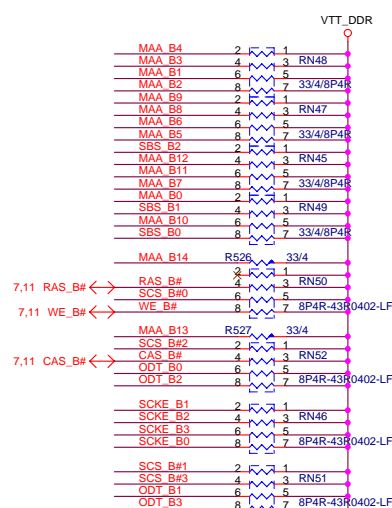 VTT_DDR
MAA_B4 2 1
MAA_B3 4 3 RN48
MAA_B1 6 5
MAA_B2 8 7 33/4/8P4R
MAA_B9 2 1
MAA_B8 4 3 RN47
MAA_B6 6 5
MAA_B5 8 7 33/4/8P4R
SBS_B2 2 1
MAA_B12 4 3 RN45
MAA_B11 6 5
MAA_B7 8 7 33/4/8P4R
MAA_B0 2 1
SBS_B1 4 3 RN49
MAA_B10 6 5
SBS_B0 8 7 33/4/8P4R
MAA_B14 R526 33/4
2 1
7,11 RAS_B# RAS_B# 4 3 RN50
SCS_B#0 6 5
7,11 WE_B# WE_B# 8 7 8P4R-43R0402-LF
MAA_B13 R527 33/4
SCS_B#2 2 1
7,11 CAS_B# CAS_B# 4 3 RN52
ODT_B0 6 5
ODT_B2 8 7 8P4R-43R0402-LF
SCKE_B1 2 1
SCKE_B2 4 3 RN46
SCKE_B3 6 5
SCKE_B0 8 7 8P4R-43R0402-LF
SCS_B#1 2 1
SCS_B#3 4 3 RN51
ODT_B1 6 5
ODT_B3 8 7 8P4R-43R0402-LF